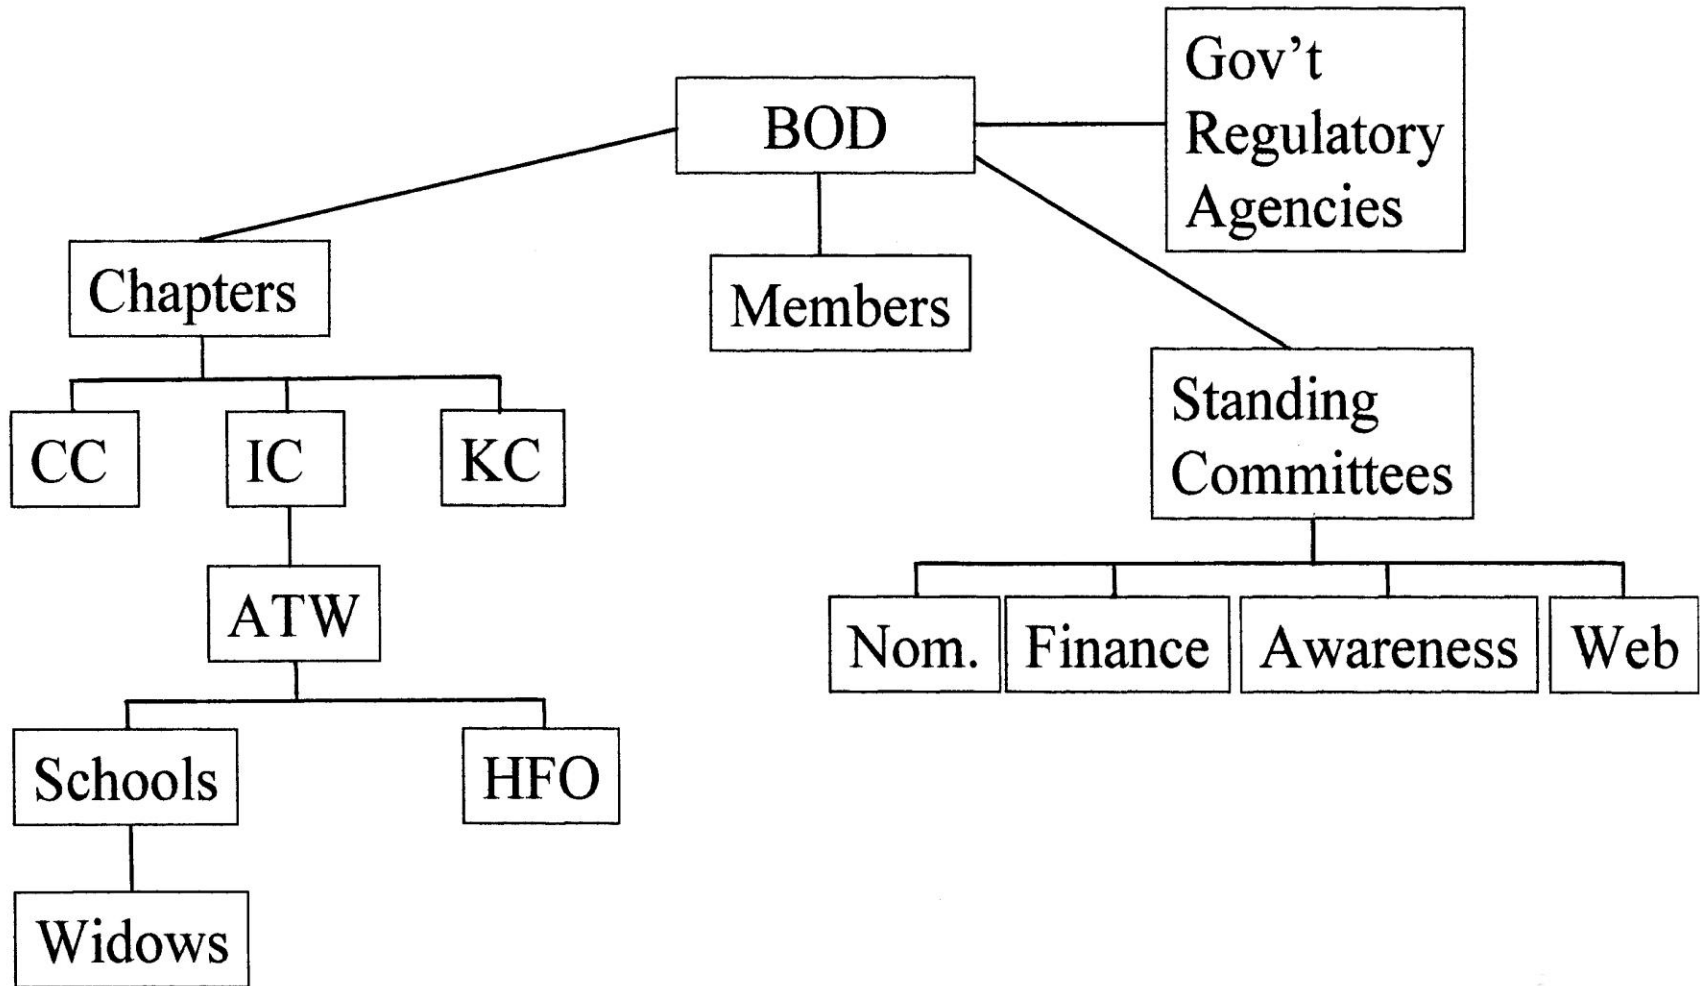 Gov't
Regulatory
Agencies
BOD
Chapters
Members
Standing
Committees
CC
IC
KC
ATW
Nom.
Finance
Awareness
Web
Schools
HFO
Widows